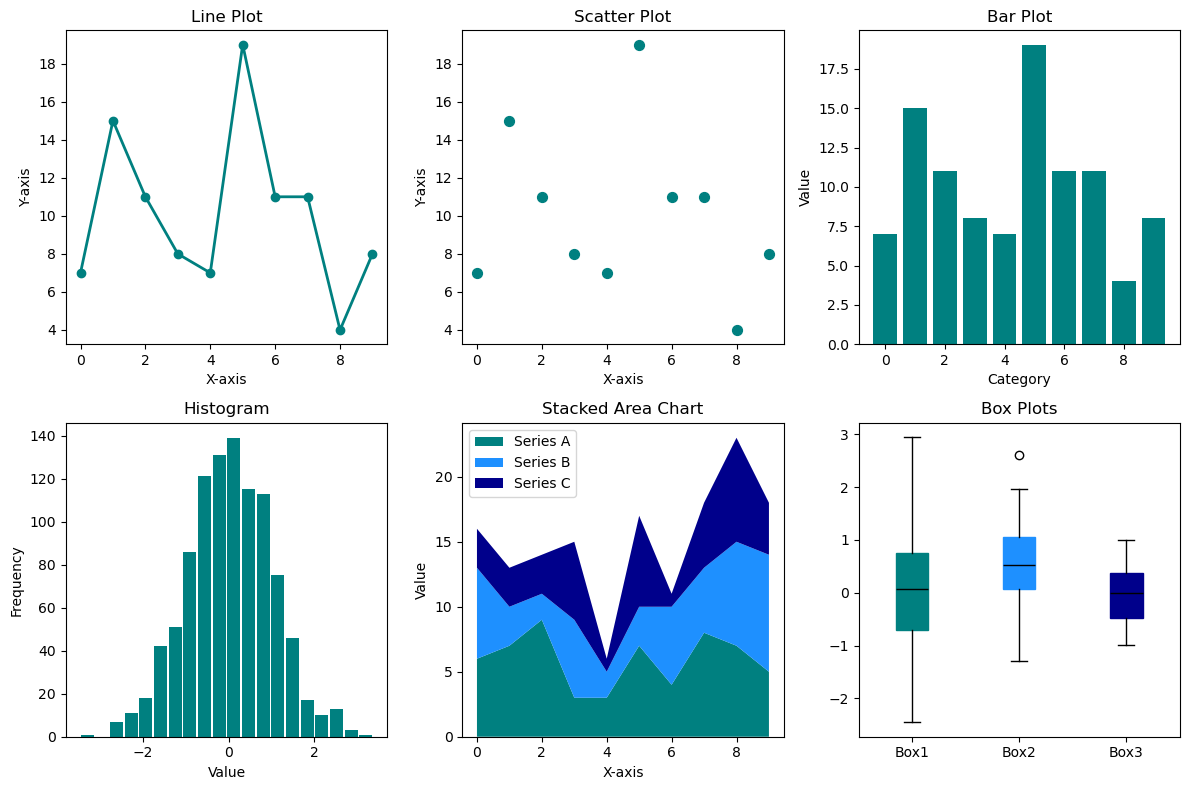 Line Plot
Y-axis
18
16
14
12
10
8
6
4
0 2 4 6 8
X-axis
Scatter Plot
Y-axis
18
16
14
12
10
8
6
4
0 2 4 6 8
X-axis
Bar Plot
Value
17.5
15.0
12.5
10.0
7.5
5.0
2.5
0.0
0 2 4 6 8
Category
Histogram
Frequency
140
120
100
80
60
40
20
0
−2 0 2
Value
Stacked Area Chart
Series A
Series B
Series C
Value
20
15
10
5
0
0 2 4 6 8
X-axis
Box Plots
3
2
1
0
−1
−2
Box1 Box2 Box3